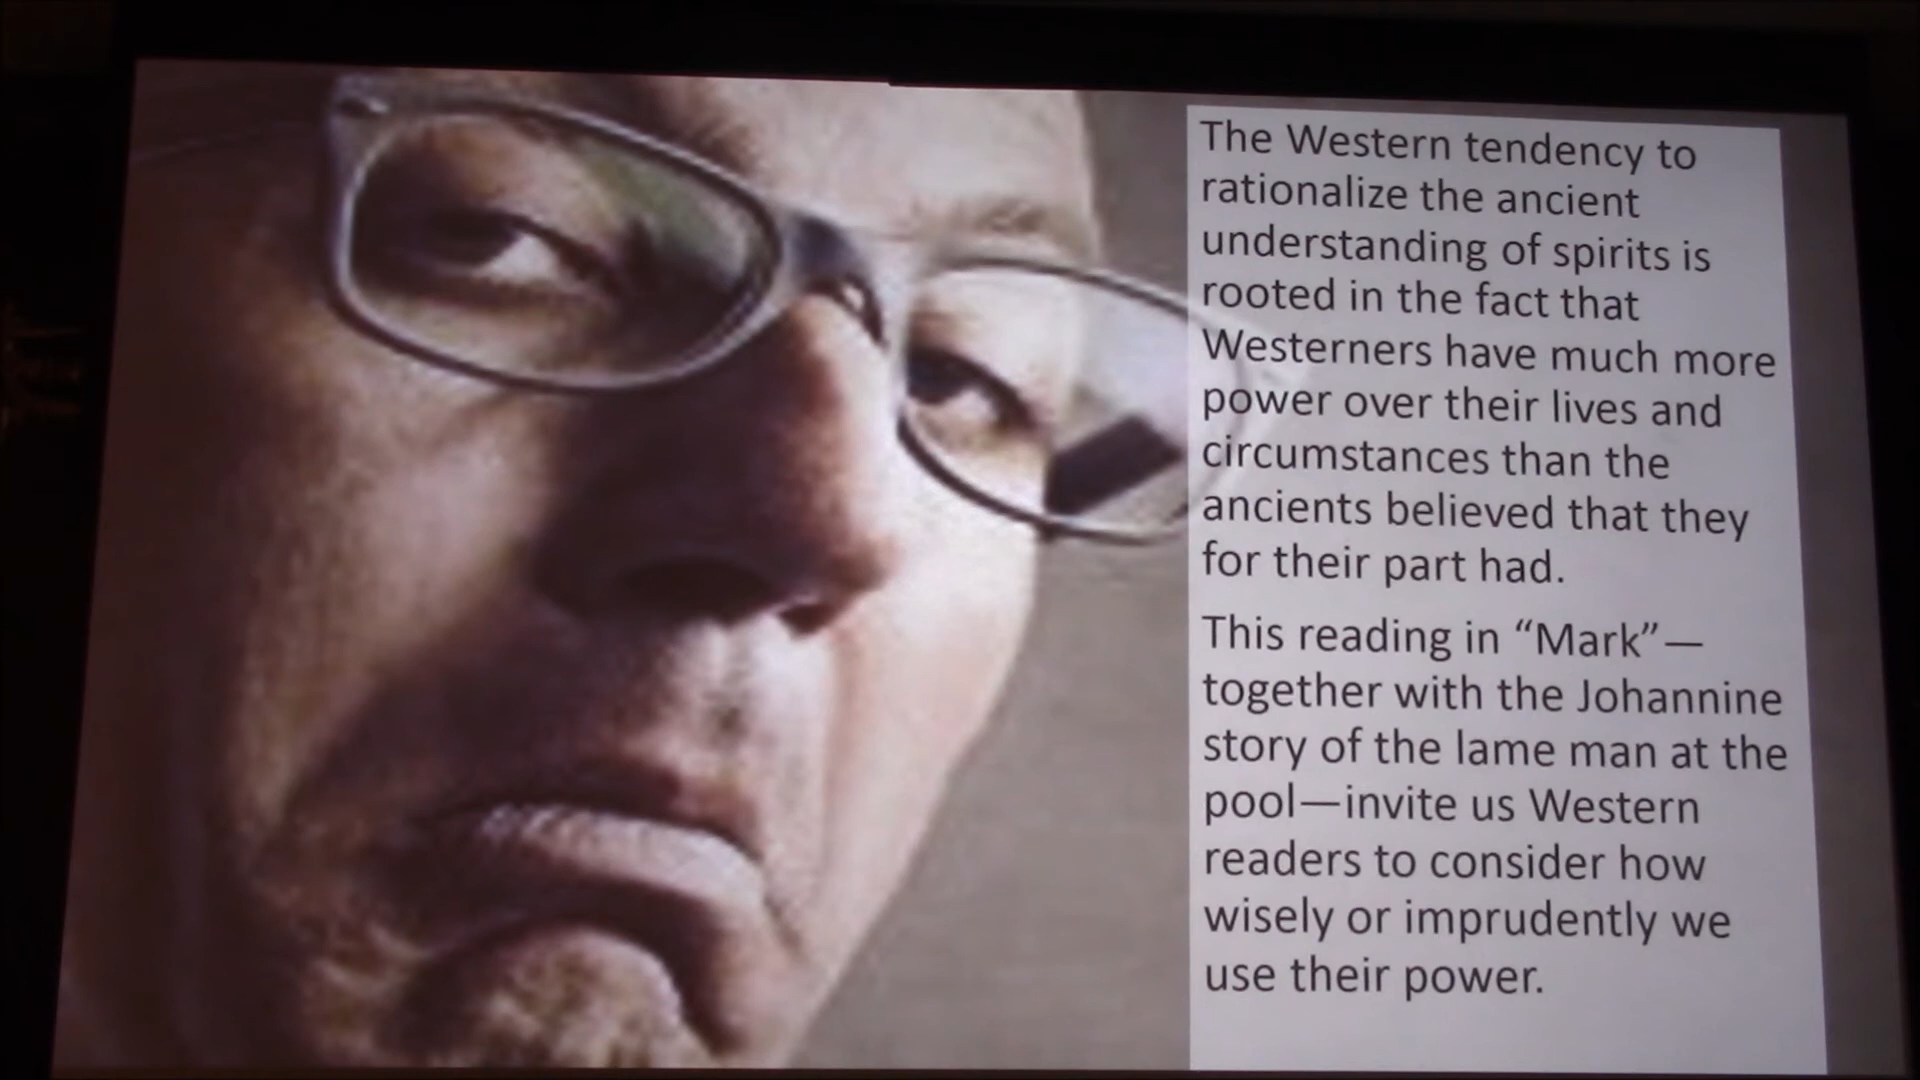 The Western tendency to
rationalize the ancient
understanding of spirits is
rooted in the fact that
Westerners have much more
power over their lives and
circumstances than the
ancients believed that they
for their part had.
This reading in “Mark”—
together with the Johannine
story of the lame man at the
pool—invite us Western
readers to consider how
wisely or imprudently we
use their power.